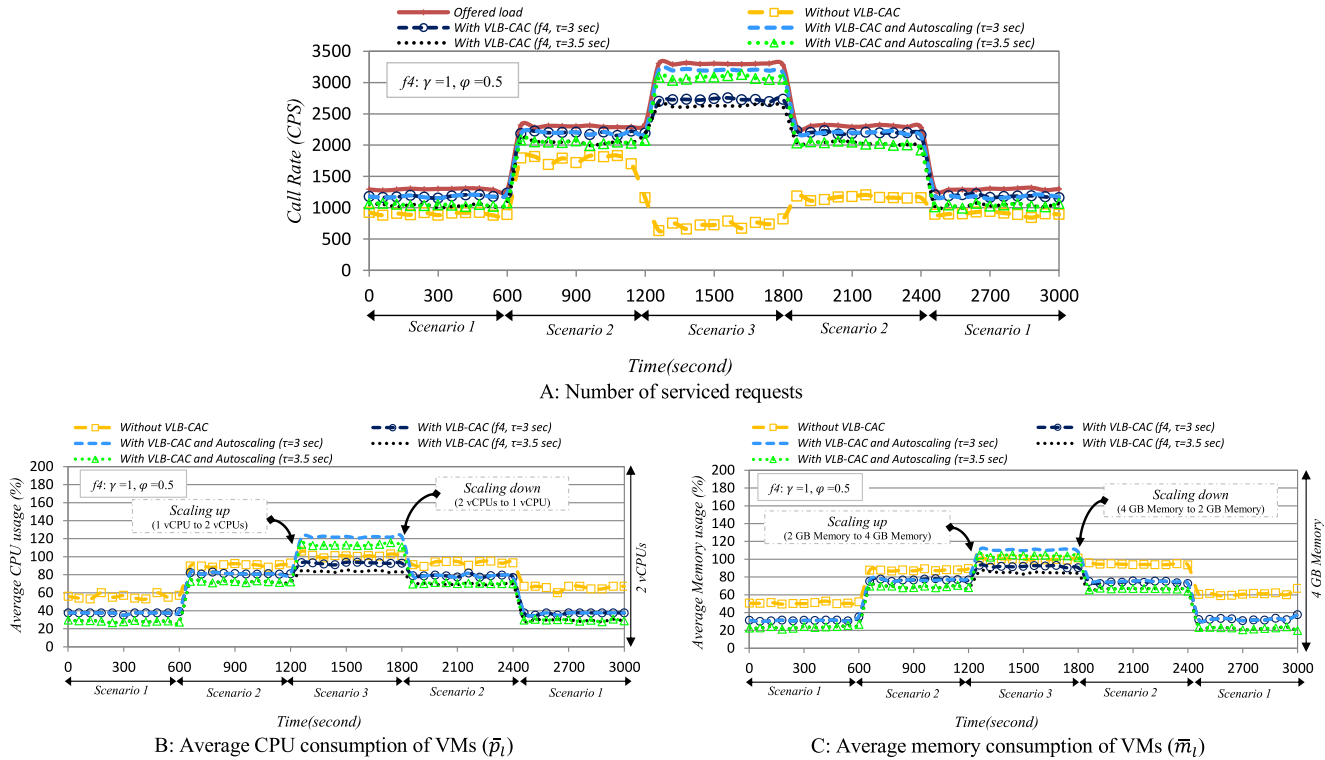 Offered load
Without VLB-CAC
With VLB-CAC (f4, τ=3 sec)
With VLB-CAC and Autoscaling (τ=3 sec)
With VLB-CAC (f4, τ=3.5 sec)
With VLB-CAC and Autoscaling (τ=3.5 sec)
Call Rate (CPS)
3500
3000
2500
2000
1500
1000
500
0
f4: γ =1, φ =0.5
0 300 600 900 1200 1500 1800 2100 2400 2700 3000
Scenario 1 Scenario 2 Scenario 3 Scenario 2 Scenario 1
Time(second)
A: Number of serviced requests
Without VLB-CAC
With VLB-CAC (f4, τ=3 sec)
With VLB-CAC and Autoscaling (τ=3 sec)
With VLB-CAC (f4, τ=3.5 sec)
With VLB-CAC and Autoscaling (τ=3.5 sec)
Average CPU usage (%)
200
180
160
140
120
100
80
60
40
20
0
f4: γ =1, φ =0.5
Scaling up
(1 vCPU to 2 vCPUs)
Scaling down
(2 vCPUs to 1 vCPU)
2 vCPUs
0 300 600 900 1200 1500 1800 2100 2400 2700 3000
Scenario 1 Scenario 2 Scenario 3 Scenario 2 Scenario 1
Time(second)
B: Average CPU consumption of VMs (p̄l)
Without VLB-CAC
With VLB-CAC (f4, τ=3 sec)
With VLB-CAC and Autoscaling (τ=3 sec)
With VLB-CAC (f4, τ=3.5 sec)
With VLB-CAC and Autoscaling (τ=3.5 sec)
Average Memory usage (%)
200
180
160
140
120
100
80
60
40
20
0
f4: γ =1, φ =0.5
Scaling up
(2 GB Memory to 4 GB Memory)
Scaling down
(4 GB Memory to 2 GB Memory)
4 GB Memory
0 300 600 900 1200 1500 1800 2100 2400 2700 3000
Scenario 1 Scenario 2 Scenario 3 Scenario 2 Scenario 1
Time(second)
C: Average memory consumption of VMs (m̄l)